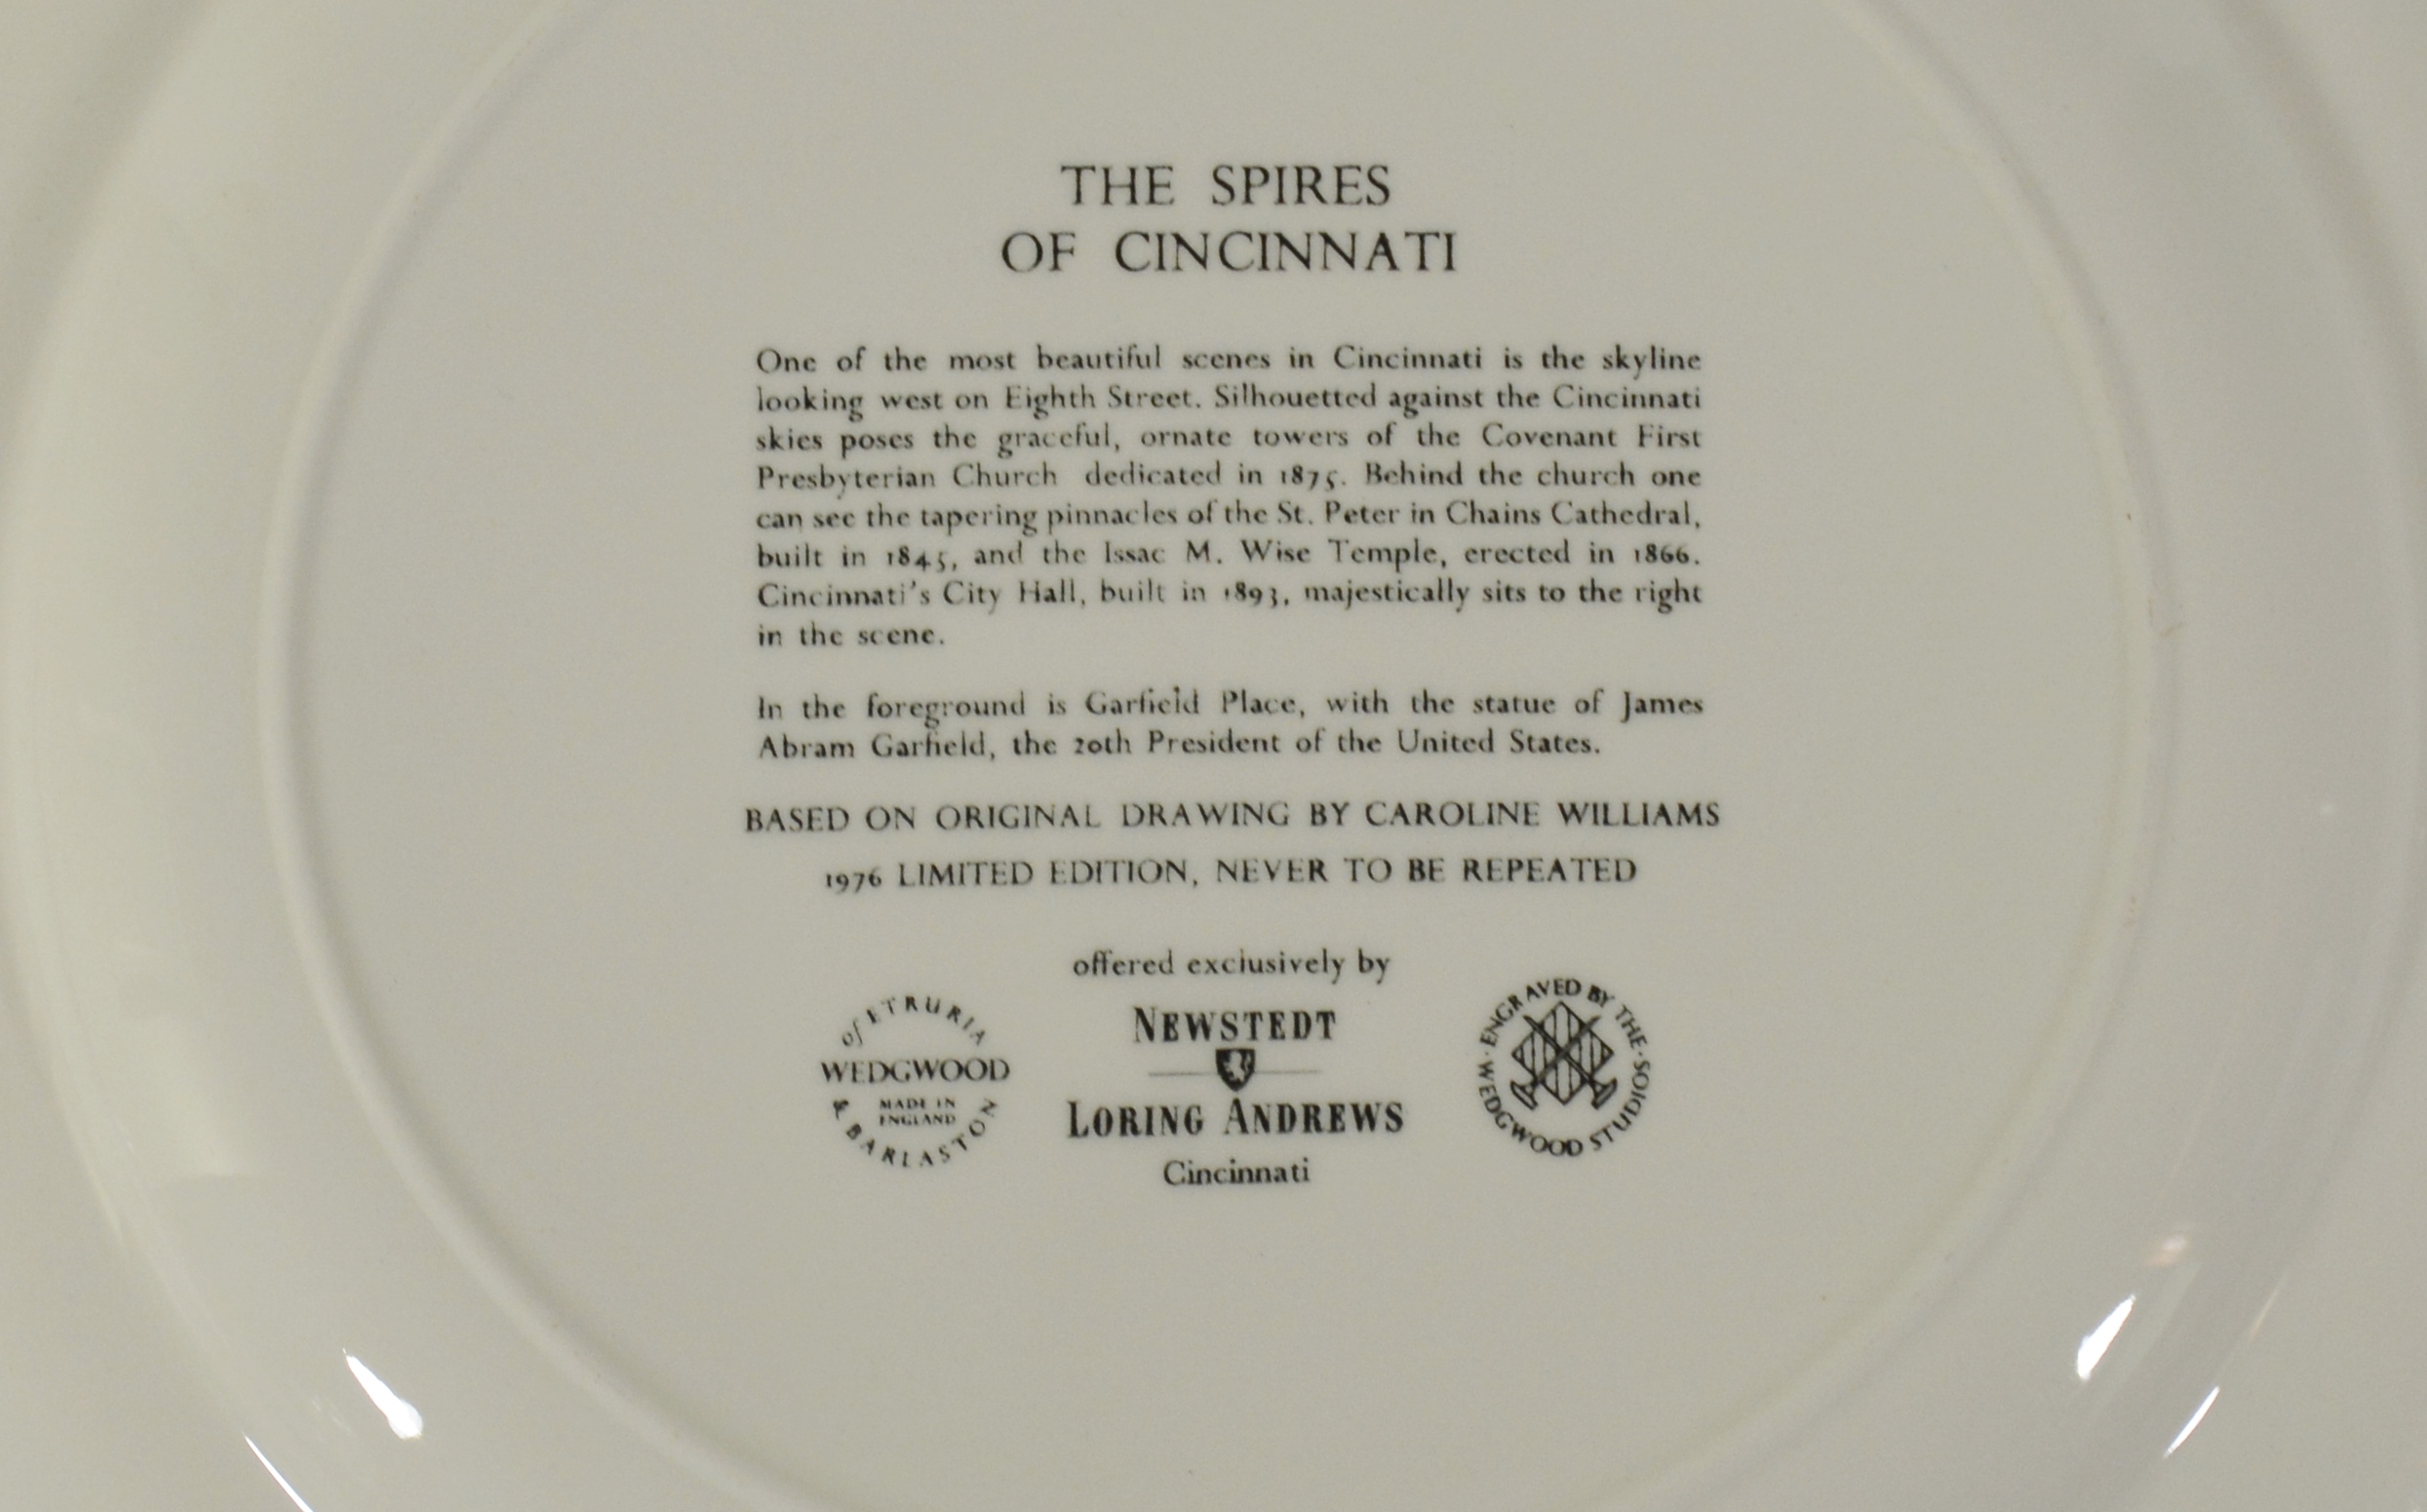 THE SPIRES
OF CINCINNATI
One of the most beautiful scenes in Cincinnati is the skyline
looking west on Eighth Street. Silhouetted against the Cincinnati
skies poses the graceful, ornate towers of the Covenant First
Presbyterian Church dedicated in 1875. Behind the church one
can see the tapering pinnacles of the St. Peter in Chains Cathedral,
built in 1845, and the Issac M. Wise Temple, erected in 1866.
Cincinnati's City Hall, built in 1893, majestically sits to the right
in the scene.
In the foreground is Garfield Place, with the statue of James
Abram Garfield, the 20th President of the United States.
BASED ON ORIGINAL DRAWING BY CAROLINE WILLIAMS
1976 LIMITED EDITION, NEVER TO BE REPEATED
offered exclusively by
NEWSTEDT
LORING ANDREWS
Cincinnati
of ETRURIA
WEDGWOOD
MADE IN
ENGLAND
& BARLASTON
ENGRAVED BY THE · WEDGWOOD STUDIOS ·